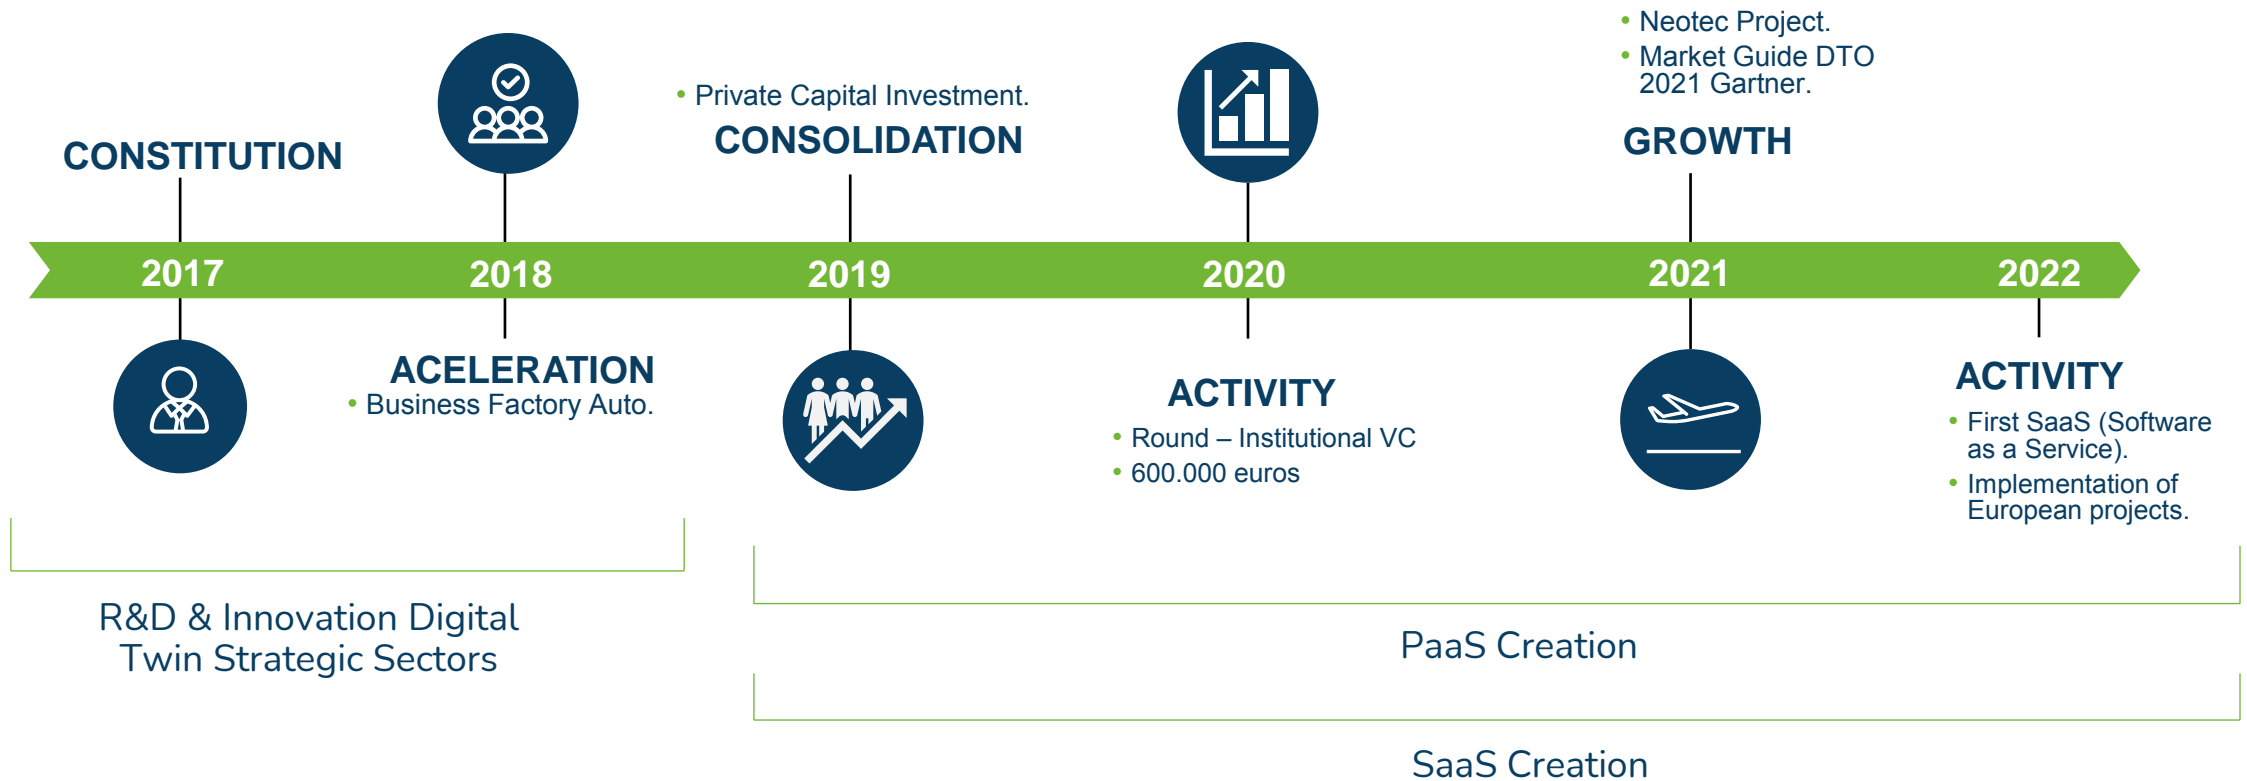 CONSTITUTION
• Private Capital Investment.
CONSOLIDATION
• Neotec Project.
• Market Guide DTO
2021 Gartner.
GROWTH
2017
2018
2019
2020
2021
2022
ACELERATION
• Business Factory Auto.
ACTIVITY
• Round – Institutional VC
• 600.000 euros
ACTIVITY
• First SaaS (Software
as a Service).
• Implementation of
European projects.
R&D & Innovation Digital
Twin Strategic Sectors
PaaS Creation
SaaS Creation